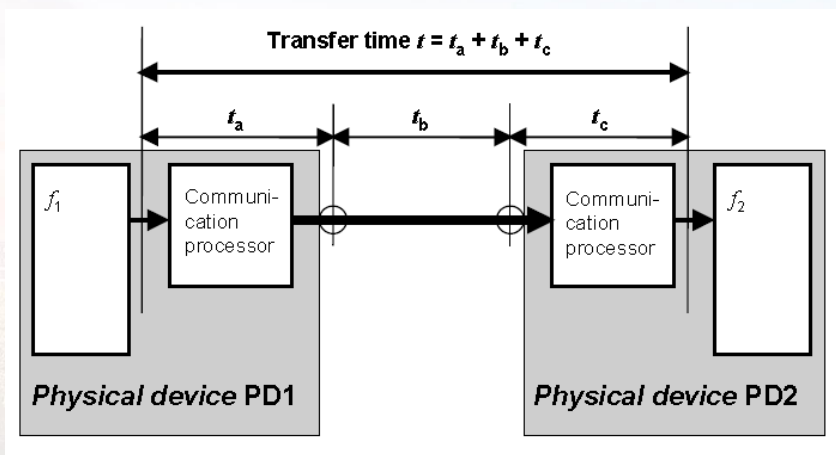 Transfer time t = ta + tb + tc
ta
tb
tc
f1
Communi-
cation
processor
Communi-
cation
processor
f2
Physical device PD1
Physical device PD2